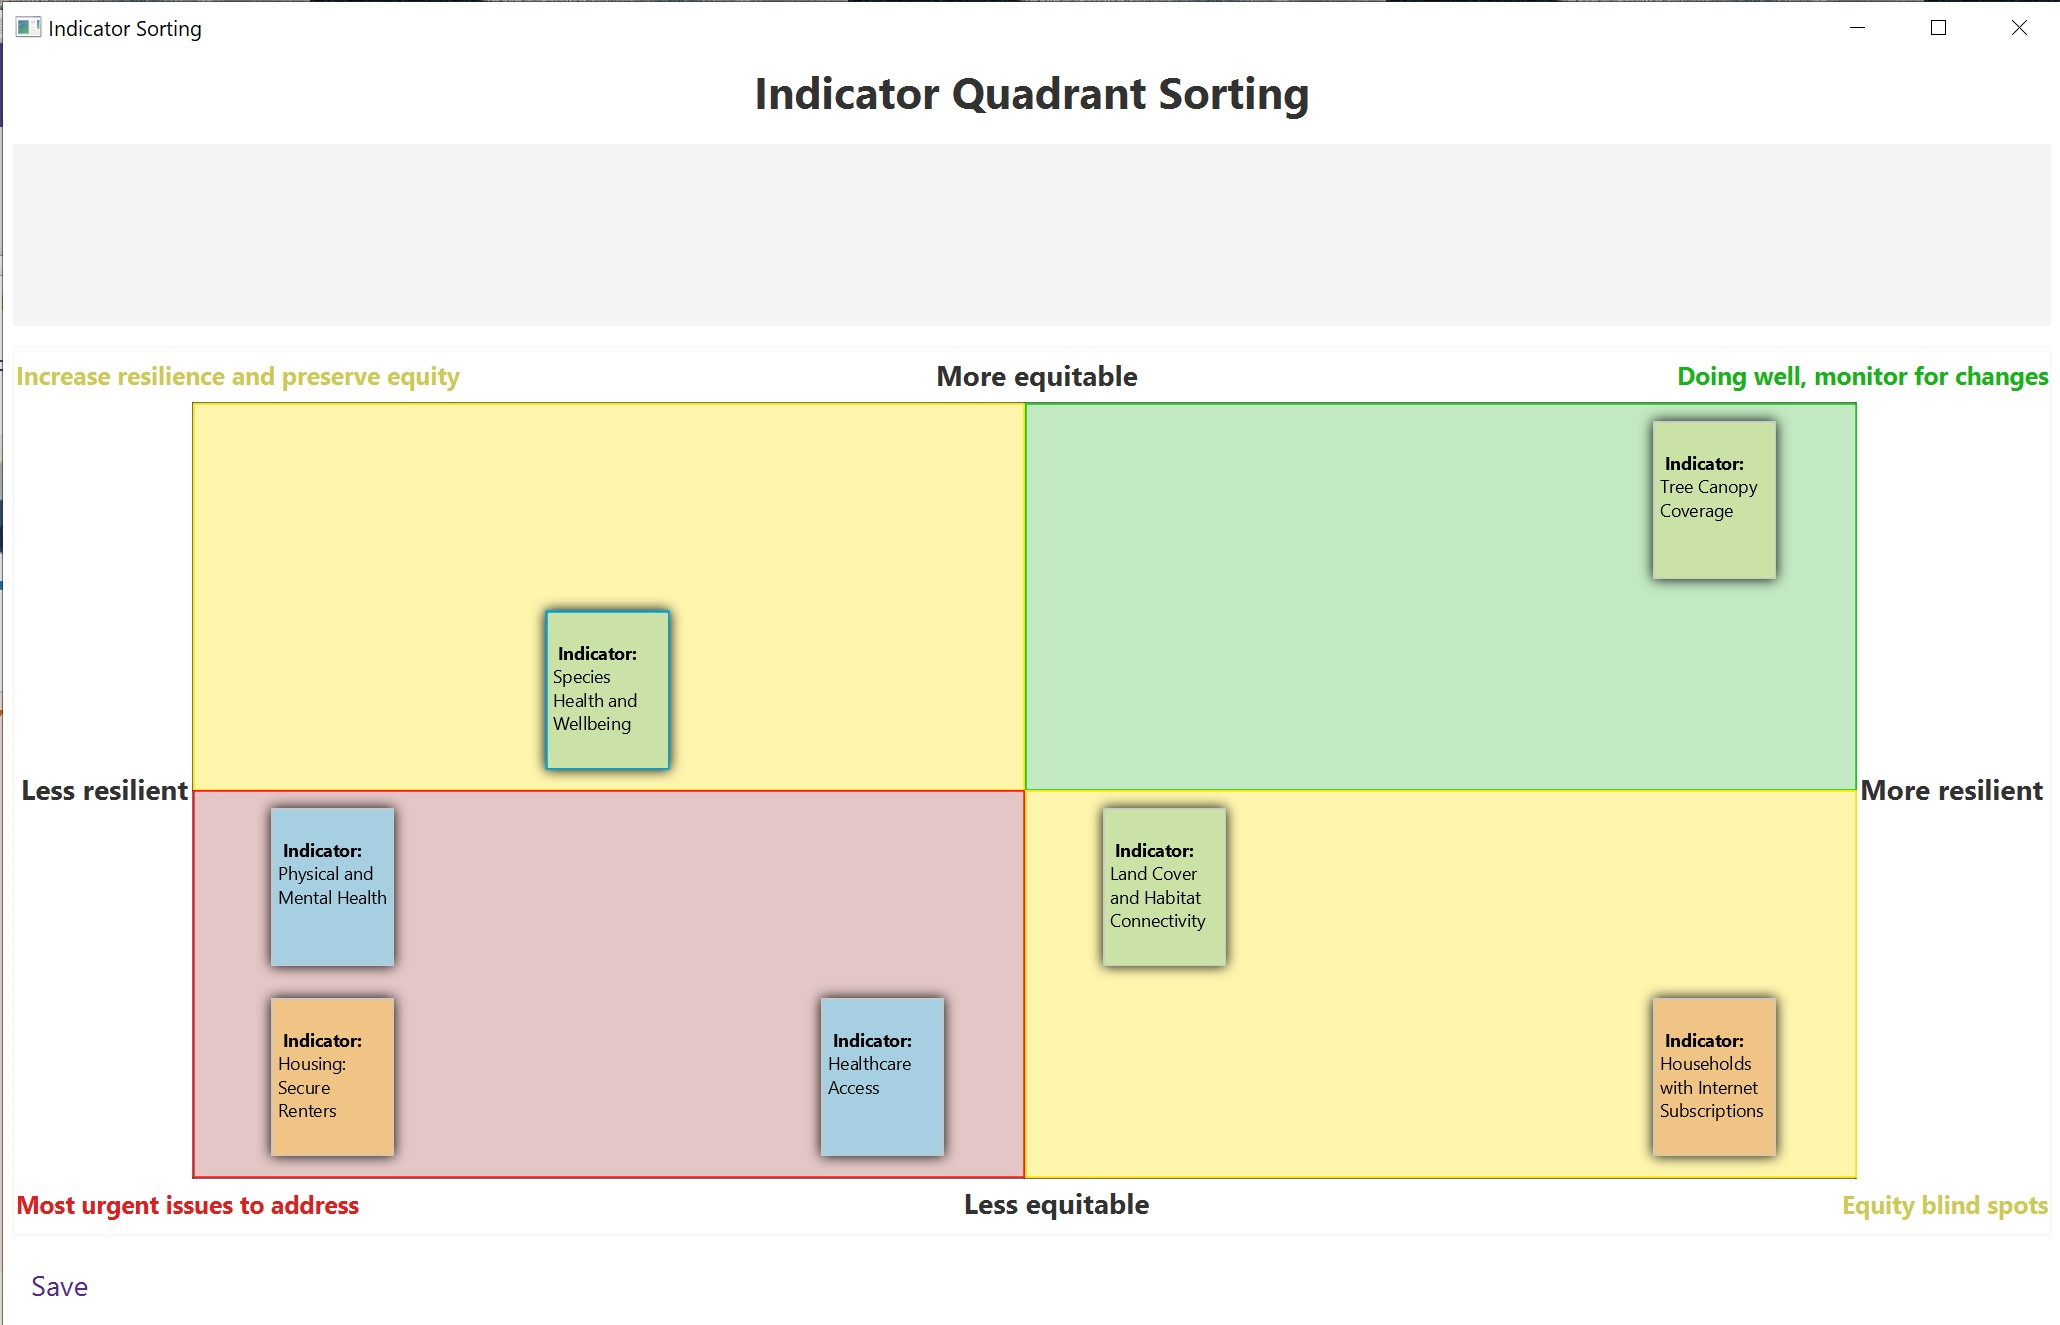 Indicator Sorting
Indicator Quadrant Sorting
Increase resilience and preserve equity
More equitable
Doing well, monitor for changes
Indicator:
Tree Canopy
Coverage
Indicator:
Species
Health and
Wellbeing
Less resilient
More resilient
Indicator:
Physical and
Mental Health
Indicator:
Land Cover
and Habitat
Connectivity
Indicator:
Housing:
Secure
Renters
Indicator:
Healthcare
Access
Indicator:
Households
with Internet
Subscriptions
Most urgent issues to address
Less equitable
Equity blind spots
Save